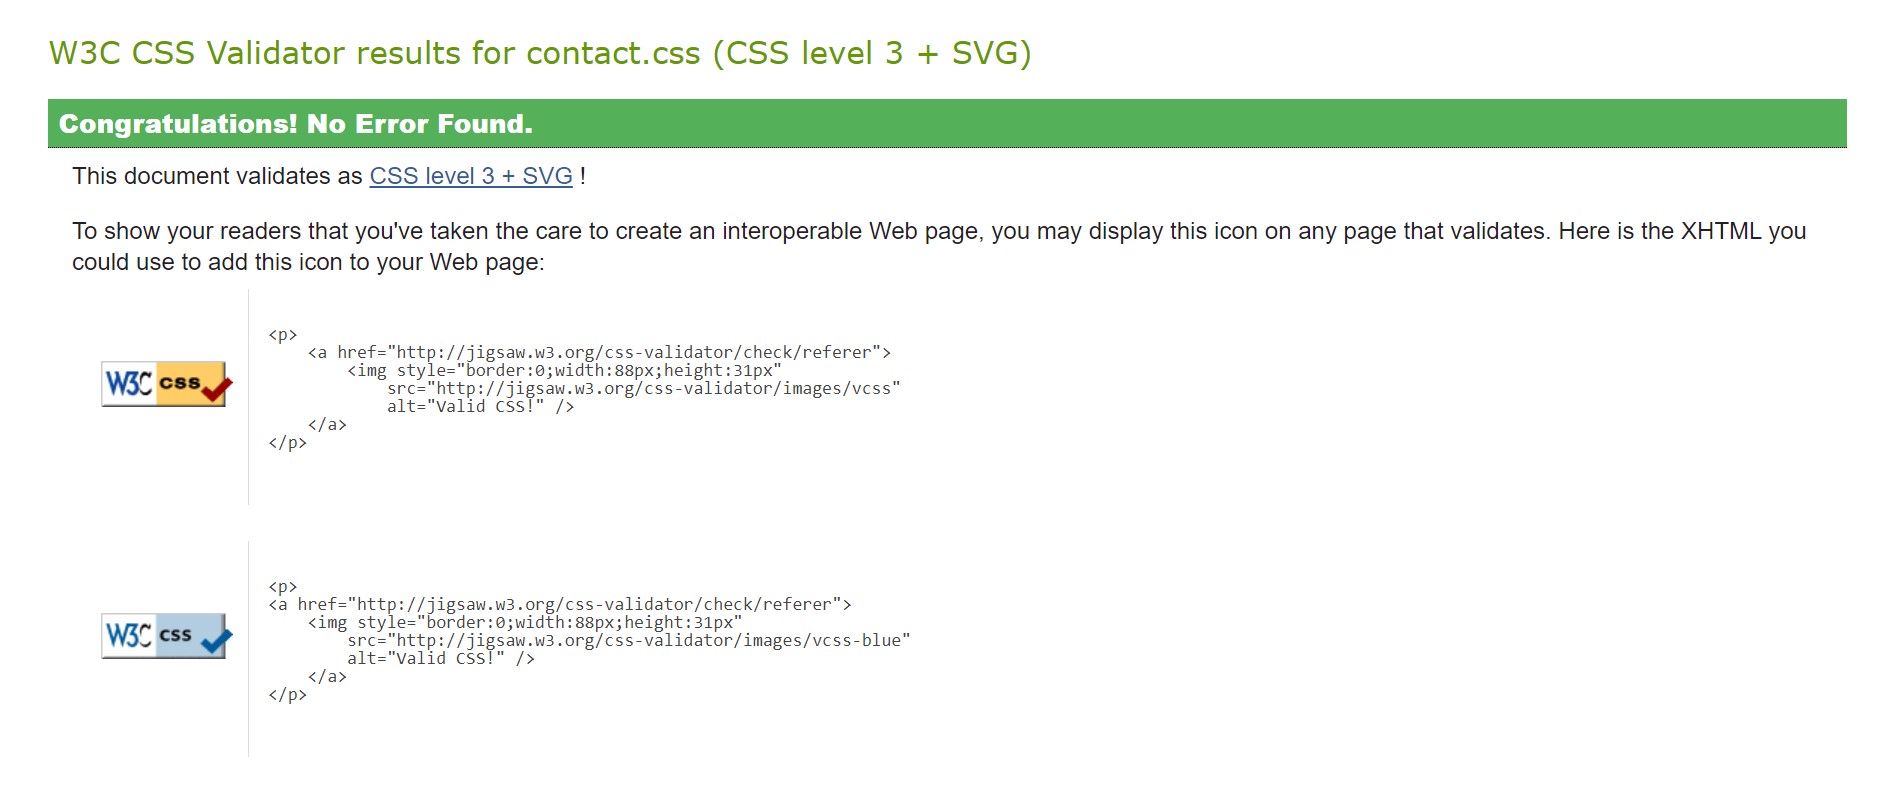 W3C CSS Validator results for contact.css (CSS level 3 + SVG)
Congratulations! No Error Found.
This document validates as CSS level 3 + SVG !
To show your readers that you've taken the care to create an interoperable Web page, you may display this icon on any page that validates. Here is the XHTML you
could use to add this icon to your Web page:
W3C css
<p>
<a href="http://jigsaw.w3.org/css-validator/check/referer">
<img style="border:0;width:88px;height:31px"
src="http://jigsaw.w3.org/css-validator/images/vcss"
alt="Valid CSS!" />
</a>
</p>
W3C css
<p>
<a href="http://jigsaw.w3.org/css-validator/check/referer">
<img style="border:0;width:88px;height:31px"
src="http://jigsaw.w3.org/css-validator/images/vcss-blue"
alt="Valid CSS!" />
</a>
</p>